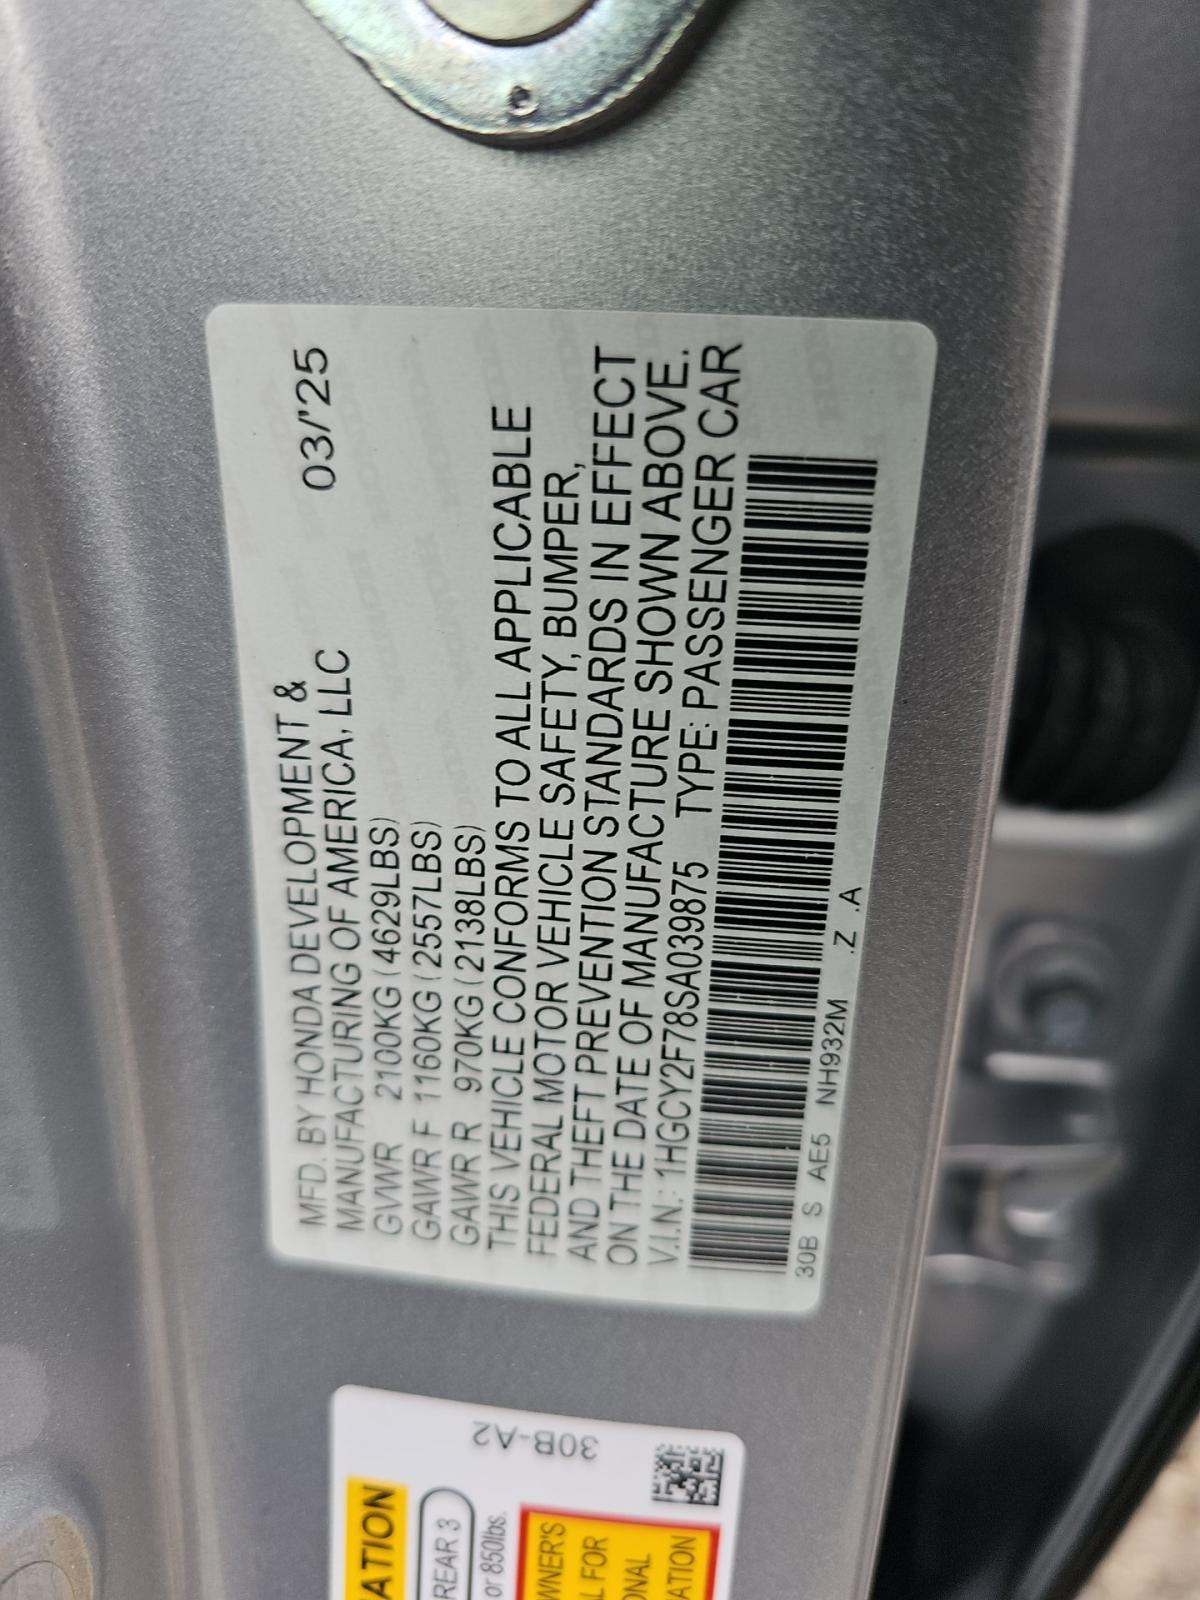 MFD. BY HONDA DEVELOPMENT &
MANUFACTURING OF AMERICA, LLC 03/'25
GVWR 2100KG (4629LBS)
GAWR F 1160KG (2557LBS)
GAWR R 970KG (2138LBS)
THIS VEHICLE CONFORMS TO ALL APPLICABLE
FEDERAL MOTOR VEHICLE SAFETY, BUMPER,
AND THEFT PREVENTION STANDARDS IN EFFECT
ON THE DATE OF MANUFACTURE SHOWN ABOVE.
V.I.N.: 1HGCY2F78SA039875 TYPE: PASSENGER CAR
30B S AE5 NH932M .Z .A
30B-A2
ATION
REAR 3
or 850lbs.
WNER'S
AL FOR
ONAL
ATION